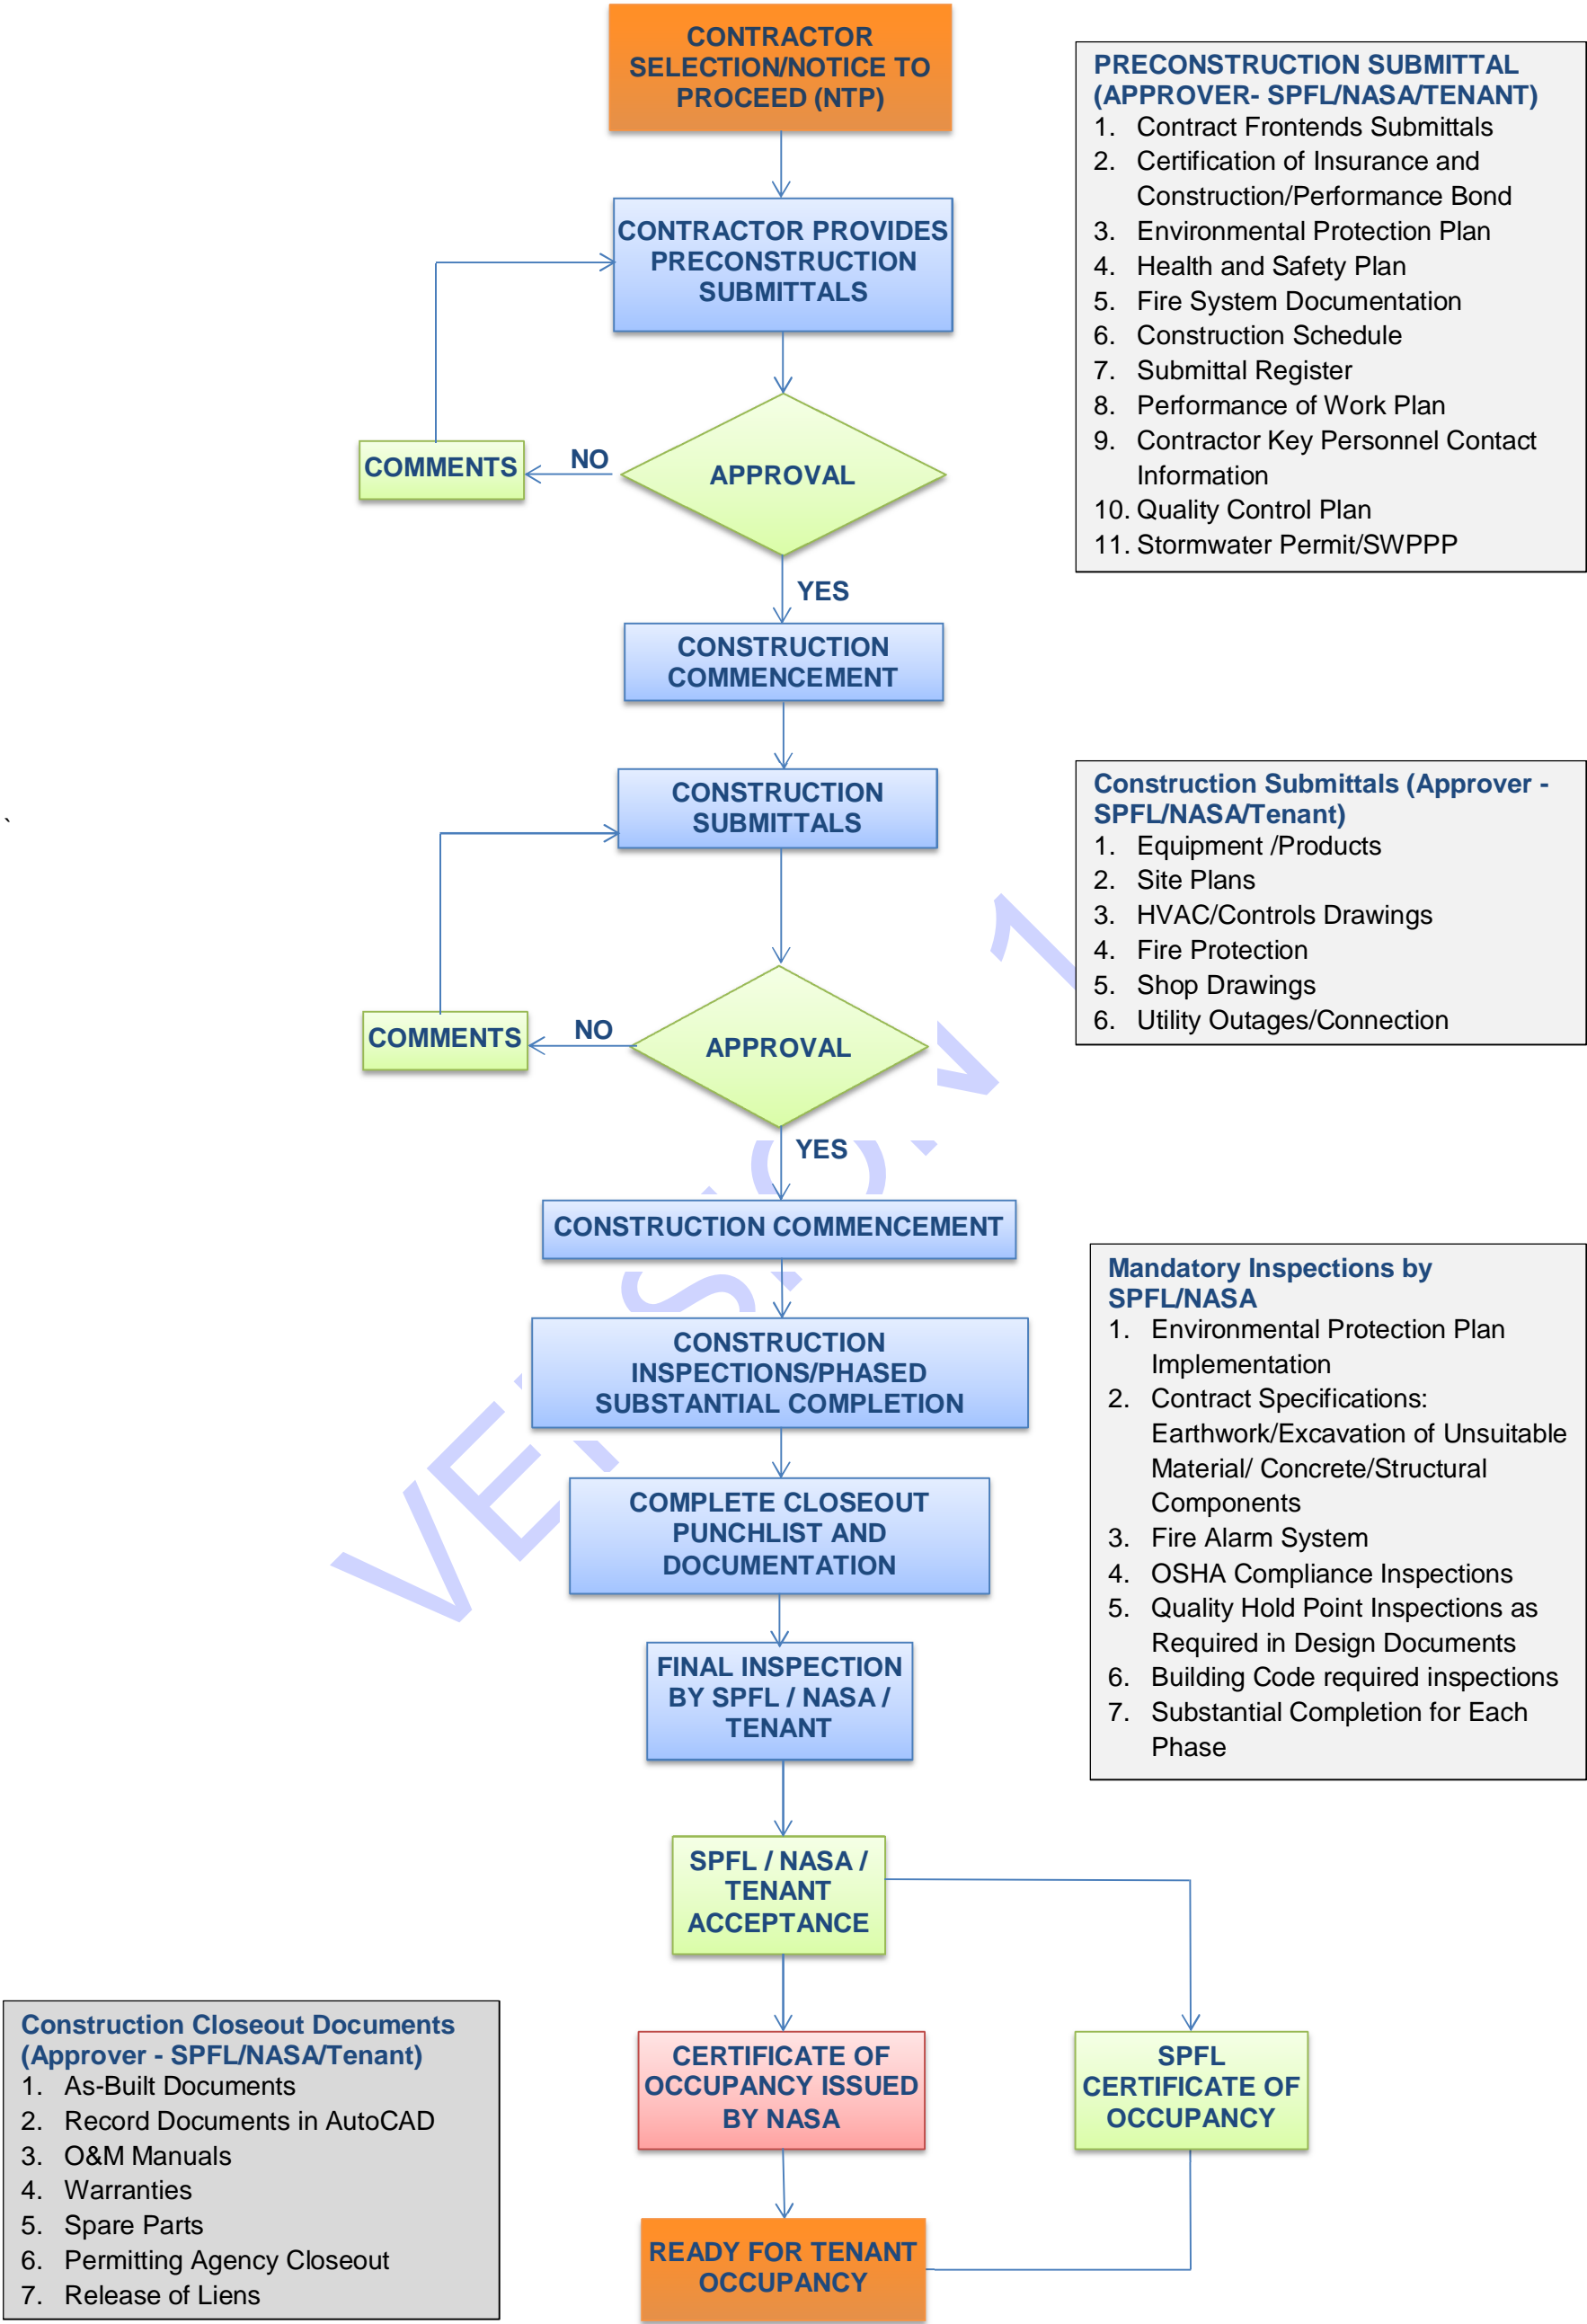 CONTRACTOR
SELECTION/NOTICE TO
PROCEED (NTP)
PRECONSTRUCTION SUBMITTAL
(APPROVER- SPFL/NASA/TENANT)
1. Contract Frontends Submittals
2. Certification of Insurance and
Construction/Performance Bond
3. Environmental Protection Plan
4. Health and Safety Plan
5. Fire System Documentation
6. Construction Schedule
7. Submittal Register
8. Performance of Work Plan
9. Contractor Key Personnel Contact
Information
10. Quality Control Plan
11. Stormwater Permit/SWPPP
CONTRACTOR PROVIDES
PRECONSTRUCTION
SUBMITTALS
COMMENTS
NO
APPROVAL
YES
CONSTRUCTION
COMMENCEMENT
CONSTRUCTION
SUBMITTALS
`
Construction Submittals (Approver -
SPFL/NASA/Tenant)
1. Equipment /Products
2. Site Plans
3. HVAC/Controls Drawings
4. Fire Protection
5. Shop Drawings
6. Utility Outages/Connection
COMMENTS
NO
APPROVAL
YES
CONSTRUCTION COMMENCEMENT
Mandatory Inspections by
SPFL/NASA
1. Environmental Protection Plan
Implementation
2. Contract Specifications:
Earthwork/Excavation of Unsuitable
Material/ Concrete/Structural
Components
3. Fire Alarm System
4. OSHA Compliance Inspections
5. Quality Hold Point Inspections as
Required in Design Documents
6. Building Code required inspections
7. Substantial Completion for Each
Phase
CONSTRUCTION
INSPECTIONS/PHASED
SUBSTANTIAL COMPLETION
COMPLETE CLOSEOUT
PUNCHLIST AND
DOCUMENTATION
FINAL INSPECTION
BY SPFL / NASA /
TENANT
SPFL / NASA /
TENANT
ACCEPTANCE
CERTIFICATE OF
OCCUPANCY ISSUED
BY NASA
SPFL
CERTIFICATE OF
OCCUPANCY
READY FOR TENANT
OCCUPANCY
Construction Closeout Documents
(Approver - SPFL/NASA/Tenant)
1. As-Built Documents
2. Record Documents in AutoCAD
3. O&M Manuals
4. Warranties
5. Spare Parts
6. Permitting Agency Closeout
7. Release of Liens